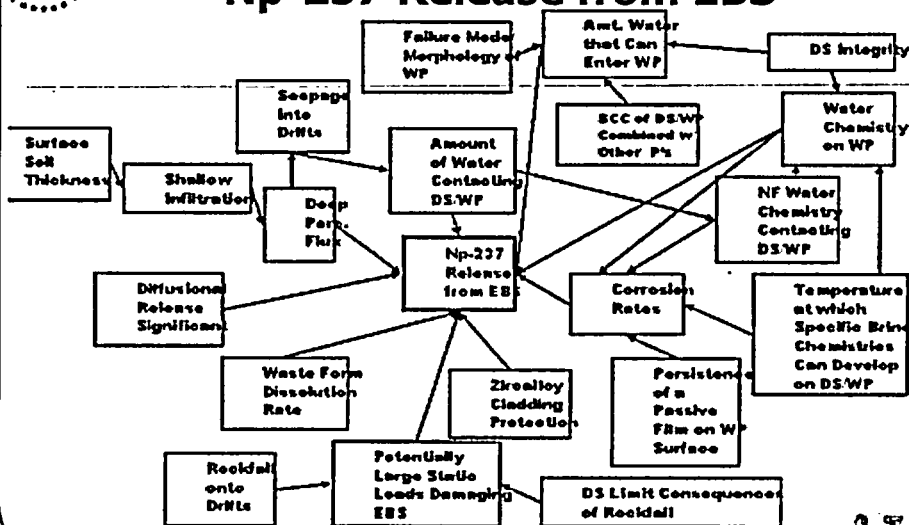 Np-237 Release from EBS
Failure Mode/
Morphology of
WP
Amt. Water
that Can
Enter WP
DS Integrity
Seepage
Into
Drifts
SCC of DS/WP
Combined w
Other P's
Water
Chemistry
on WP
Surface
Soil
Thickness
Shallow
Infiltration
Deep
Perc.
Flux
Amount
of Water
Contacting
DS/WP
NF Water
Chemistry
Contacting
DS/WP
Np-237
Release
from EBS
Diffusional
Release
Significant
Corrosion
Rates
Temperature
at which
Specific Brine
Chemistries
Can Develop
on DS/WP
Waste Form
Dissolution
Rate
Zircalloy
Cladding
Protection
Persistence
of a
Passive
Film on WP
Surface
Rockfall
onto
Drifts
Potentially
Large Static
Loads Damaging
EBS
DS Limit Consequences
of Rockfall